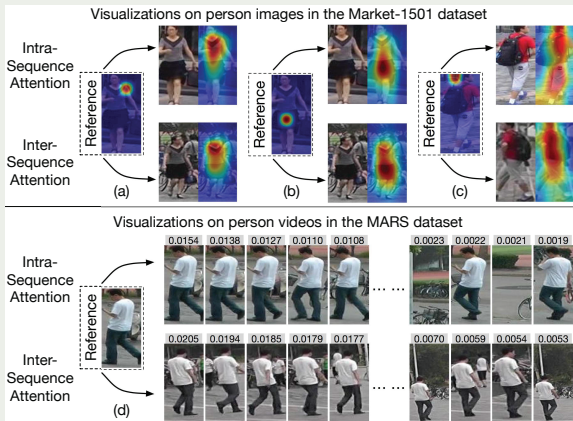 Visualizations on person images in the Market-1501 dataset
Intra-
Sequence
Attention
Reference
Inter-
Sequence
Attention
(a)
Reference
(b)
Reference
(c)
Visualizations on person videos in the MARS dataset
Intra-
Sequence
Attention
0.0154 0.0138 0.0127 0.0110 0.0108 ... ... 0.0023 0.0022 0.0021 0.0019
Reference
Inter-
Sequence
Attention
0.0205 0.0194 0.0185 0.0179 0.0177 ... ... 0.0070 0.0059 0.0054 0.0053
(d)